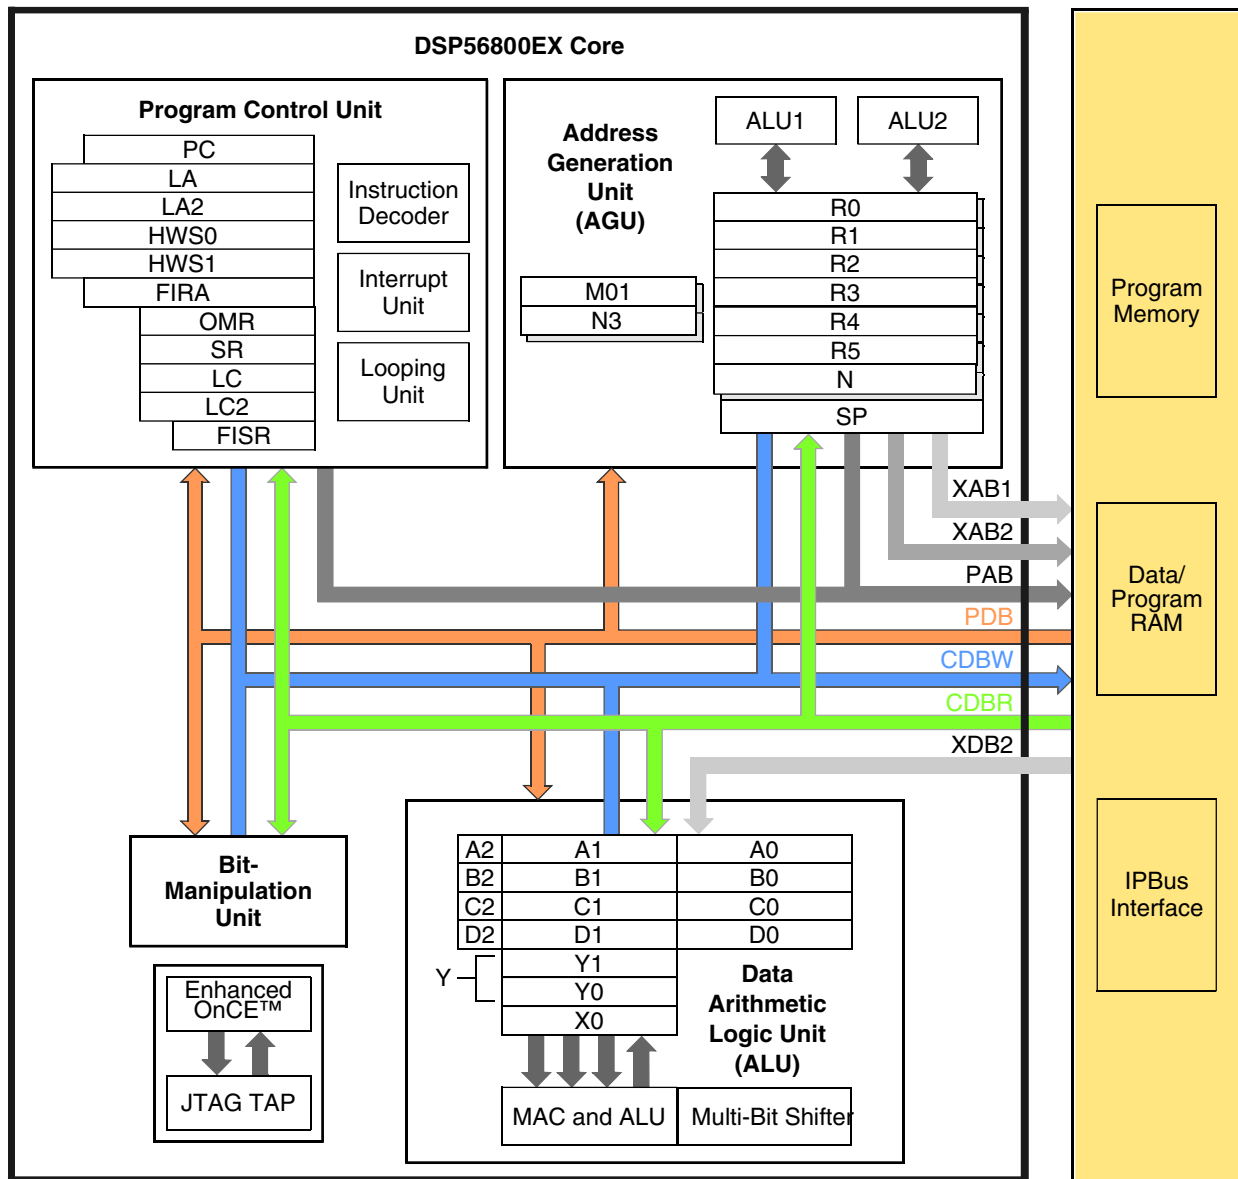 DSP56800EX Core
Program Control Unit
PC
LA
LA2
HWS0
HWS1
FIRA
OMR
SR
LC
LC2
FISR
Instruction
Decoder
Interrupt
Unit
Looping
Unit
Address
Generation
Unit
(AGU)
ALU1
ALU2
R0
R1
R2
R3
R4
R5
N
SP
M01
N3
XAB1
XAB2
PAB
PDB
CDBW
CDBR
XDB2
Program
Memory
Data/
Program
RAM
IPBus
Interface
Bit-
Manipulation
Unit
Enhanced
OnCE™
JTAG TAP
A2 A1 A0
B2 B1 B0
C2 C1 C0
D2 D1 D0
Y
Y1
Y0
X0
Data
Arithmetic
Logic Unit
(ALU)
MAC and ALU
Multi-Bit Shifter